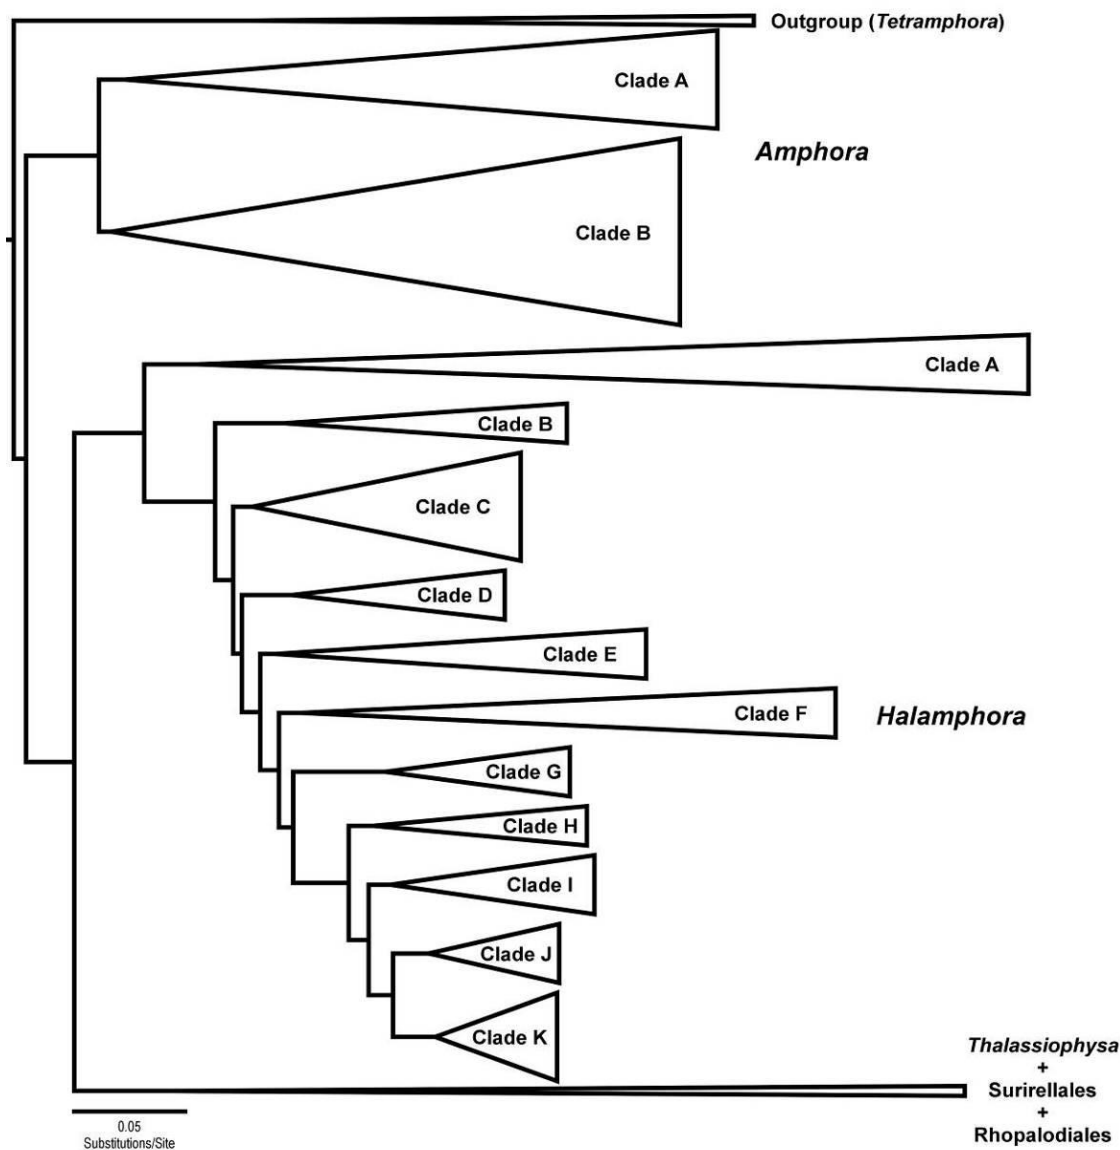 Outgroup (Tetramphora)
Clade A
Amphora
Clade B
Clade A
Clade B
Clade C
Clade D
Clade E
Clade F
Halamphora
Clade G
Clade H
Clade I
Clade J
Clade K
Thalassiophysa
+
Surirellales
+
Rhopalodiales
0.05
Substitutions/Site